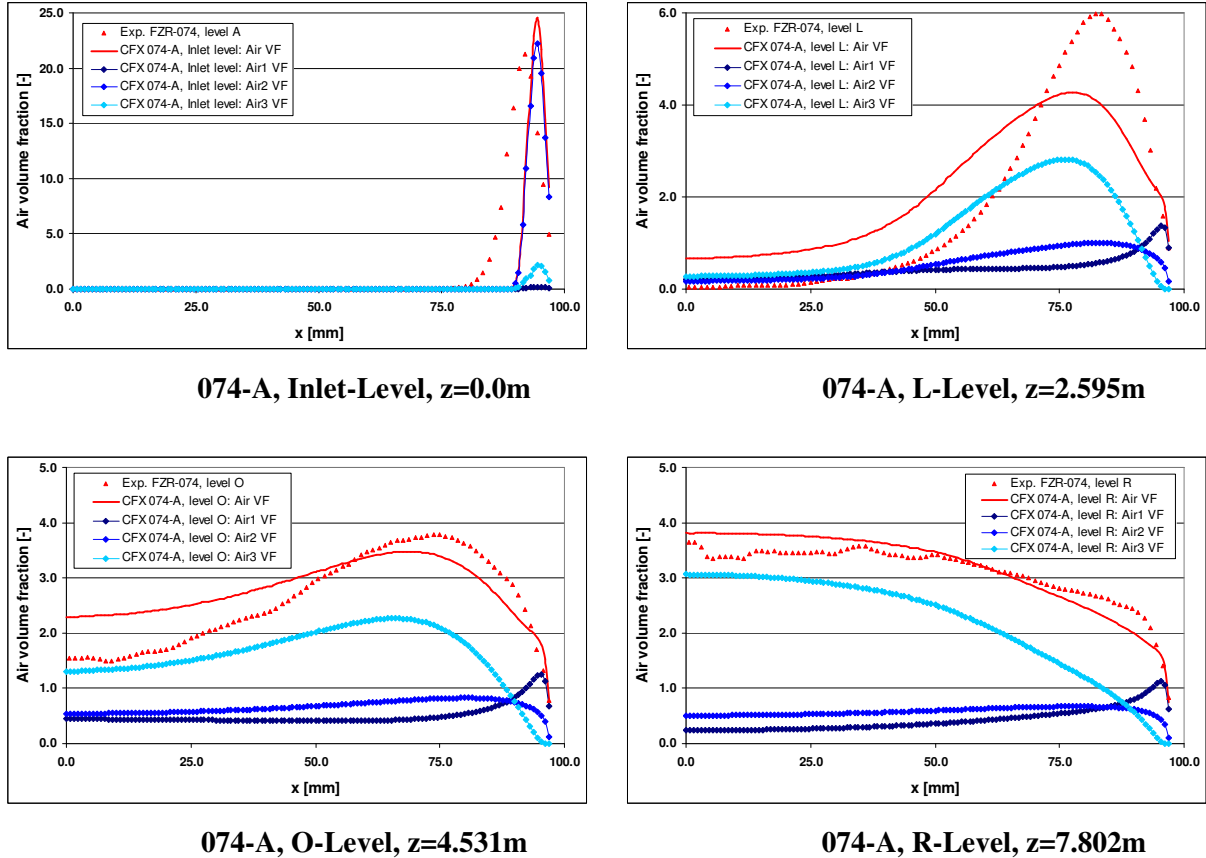 25.0
20.0
15.0
10.0
5.0
0.0
Air volume fraction [-]
Exp. FZR-074, level A
CFX 074-A, Inlet level: Air VF
CFX 074-A, Inlet level: Air1 VF
CFX 074-A, Inlet level: Air2 VF
CFX 074-A, Inlet level: Air3 VF
0.0 25.0 50.0 75.0 100.0
x [mm]
074-A, Inlet-Level, z=0.0m
6.0
4.0
2.0
0.0
Air volume fraction [-]
Exp. FZR-074, level L
CFX 074-A, level L: Air VF
CFX 074-A, level L: Air1 VF
CFX 074-A, level L: Air2 VF
CFX 074-A, level L: Air3 VF
0.0 25.0 50.0 75.0 100.0
x [mm]
074-A, L-Level, z=2.595m
5.0
4.0
3.0
2.0
1.0
0.0
Air volume fraction [-]
Exp. FZR-074, level O
CFX 074-A, level O: Air VF
CFX 074-A, level O: Air1 VF
CFX 074-A, level O: Air2 VF
CFX 074-A, level O: Air3 VF
0.0 25.0 50.0 75.0 100.0
x [mm]
074-A, O-Level, z=4.531m
5.0
4.0
3.0
2.0
1.0
0.0
Air volume fraction [-]
Exp. FZR-074, level R
CFX 074-A, level R: Air VF
CFX 074-A, level R: Air1 VF
CFX 074-A, level R: Air2 VF
CFX 074-A, level R: Air3 VF
0.0 25.0 50.0 75.0 100.0
x [mm]
074-A, R-Level, z=7.802m